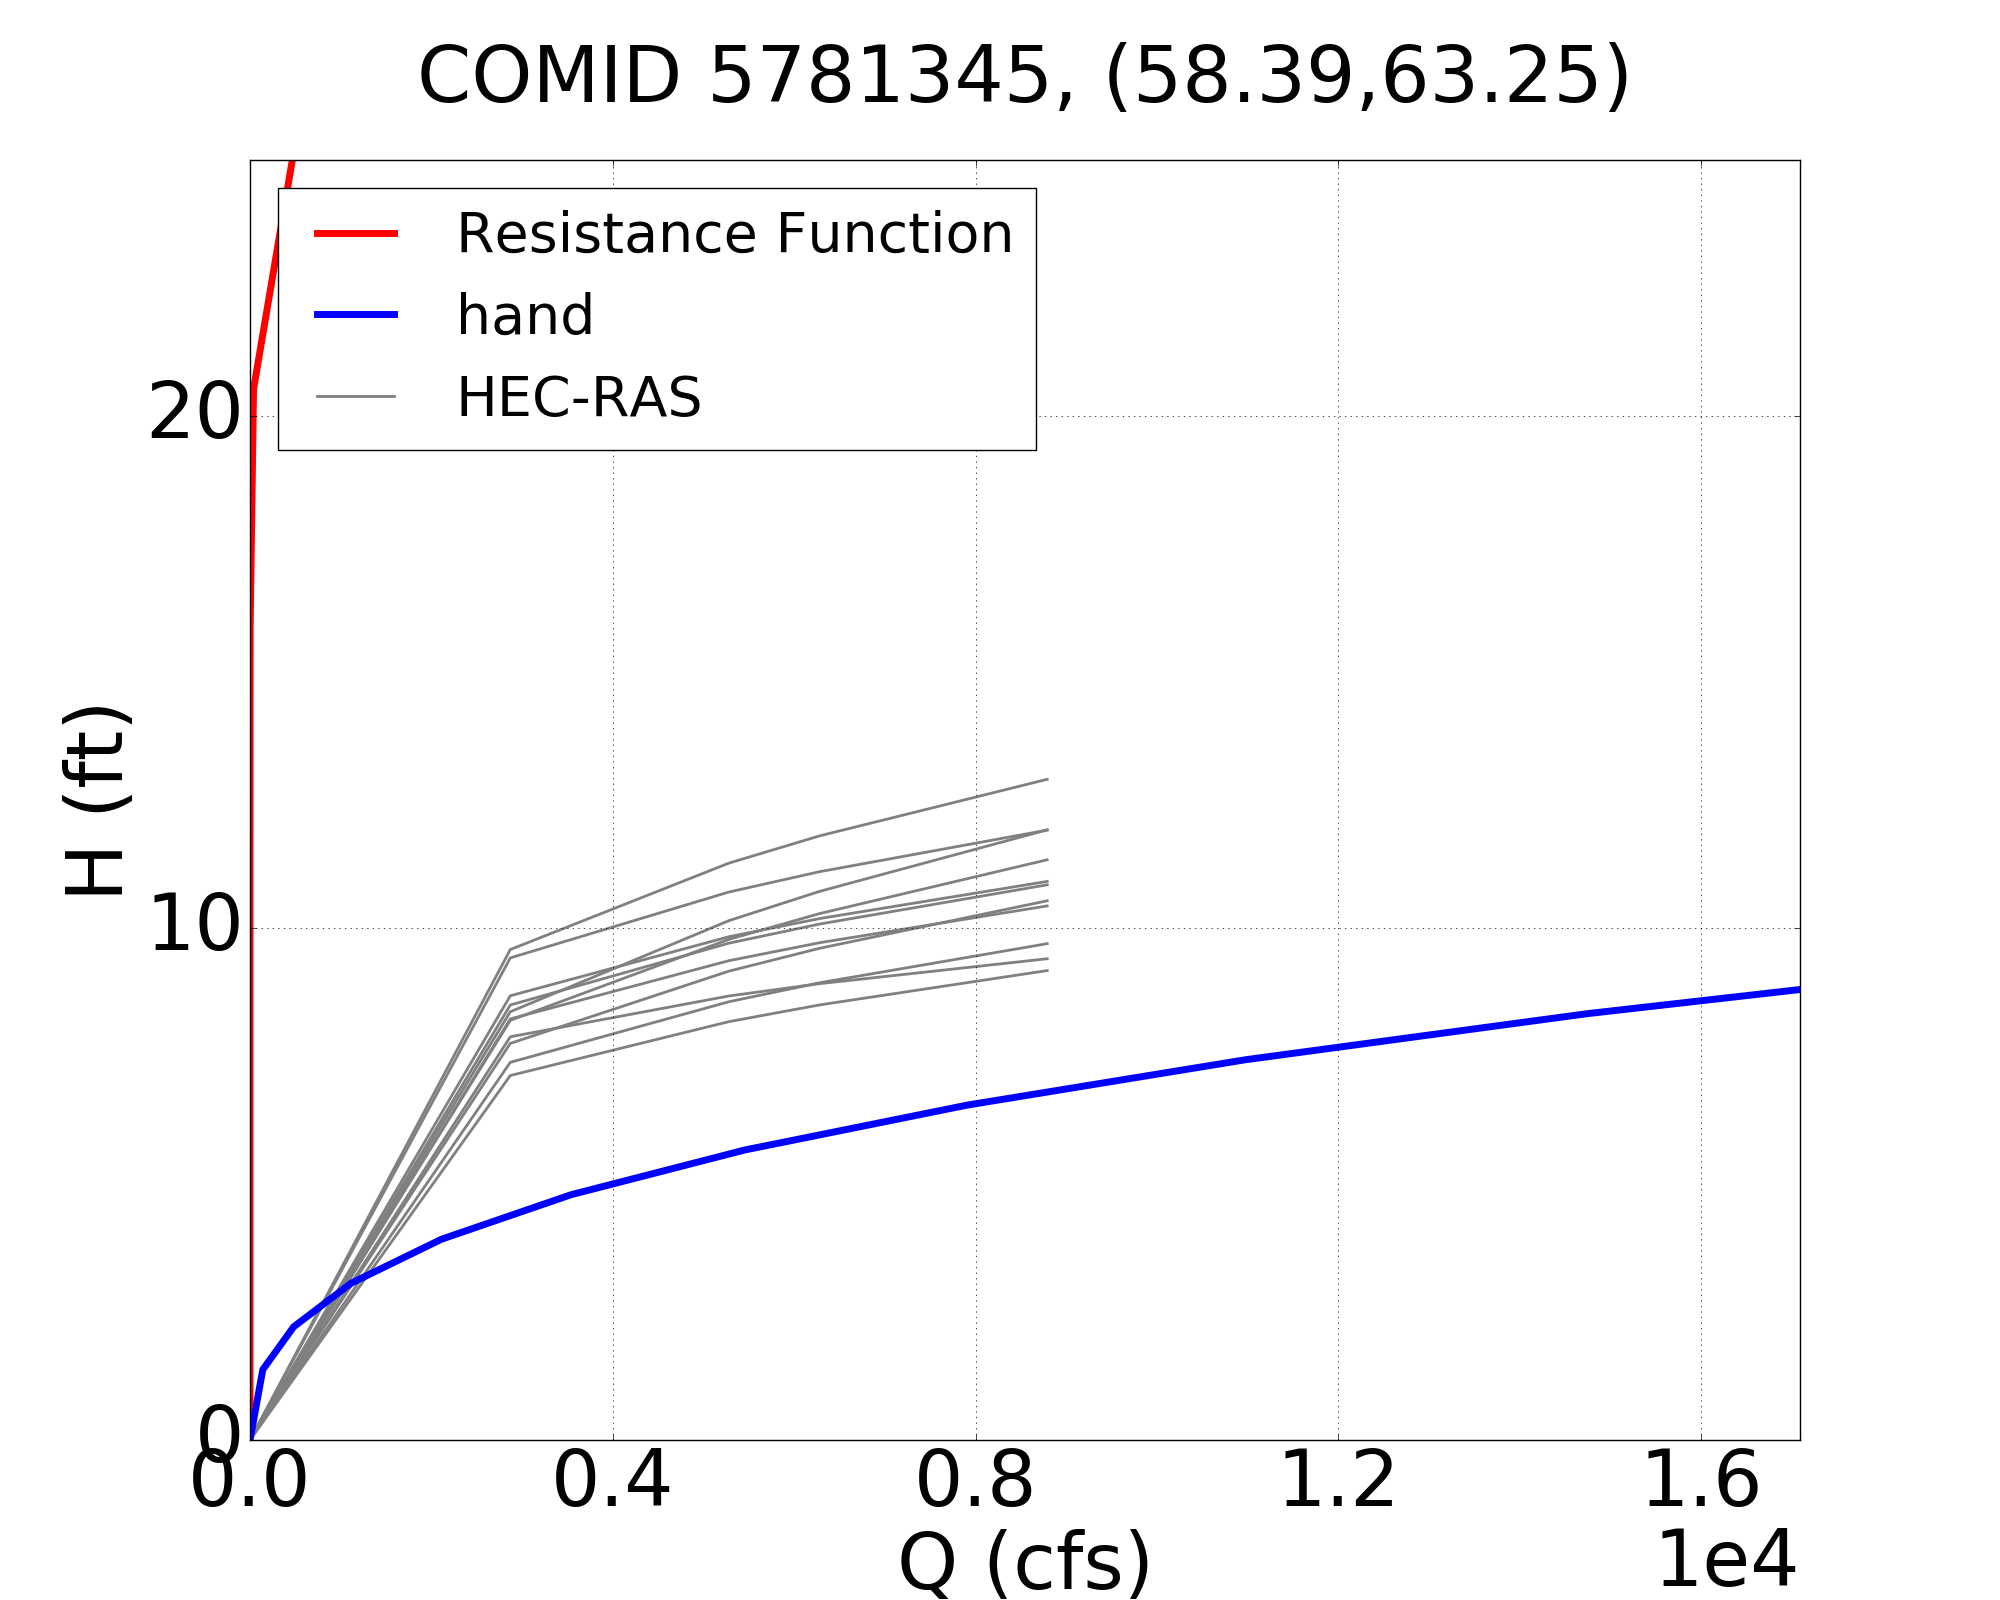 COMID 5781345, (58.39,63.25)
Resistance Function
hand
HEC-RAS
H (ft)
20
10
0
0.0 0.4 0.8 1.2 1.6
1e4
Q (cfs)